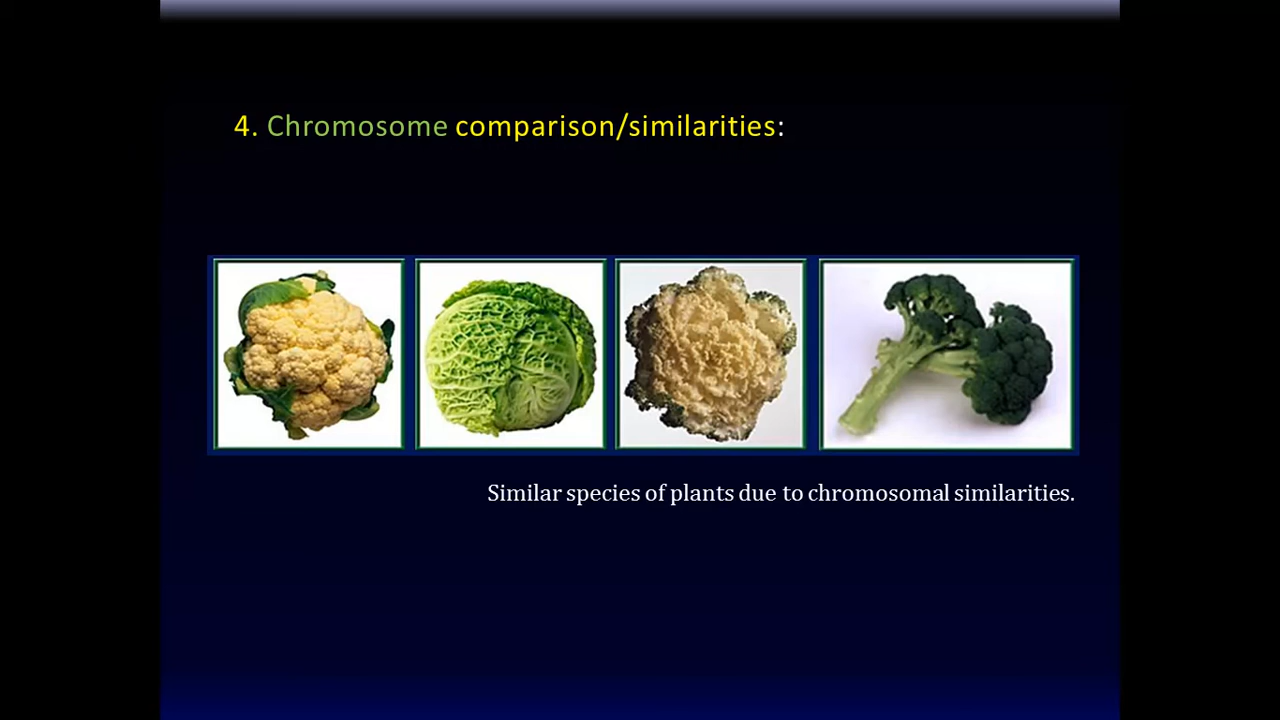 4. Chromosome comparison/similarities:
Similar species of plants due to chromosomal similarities.